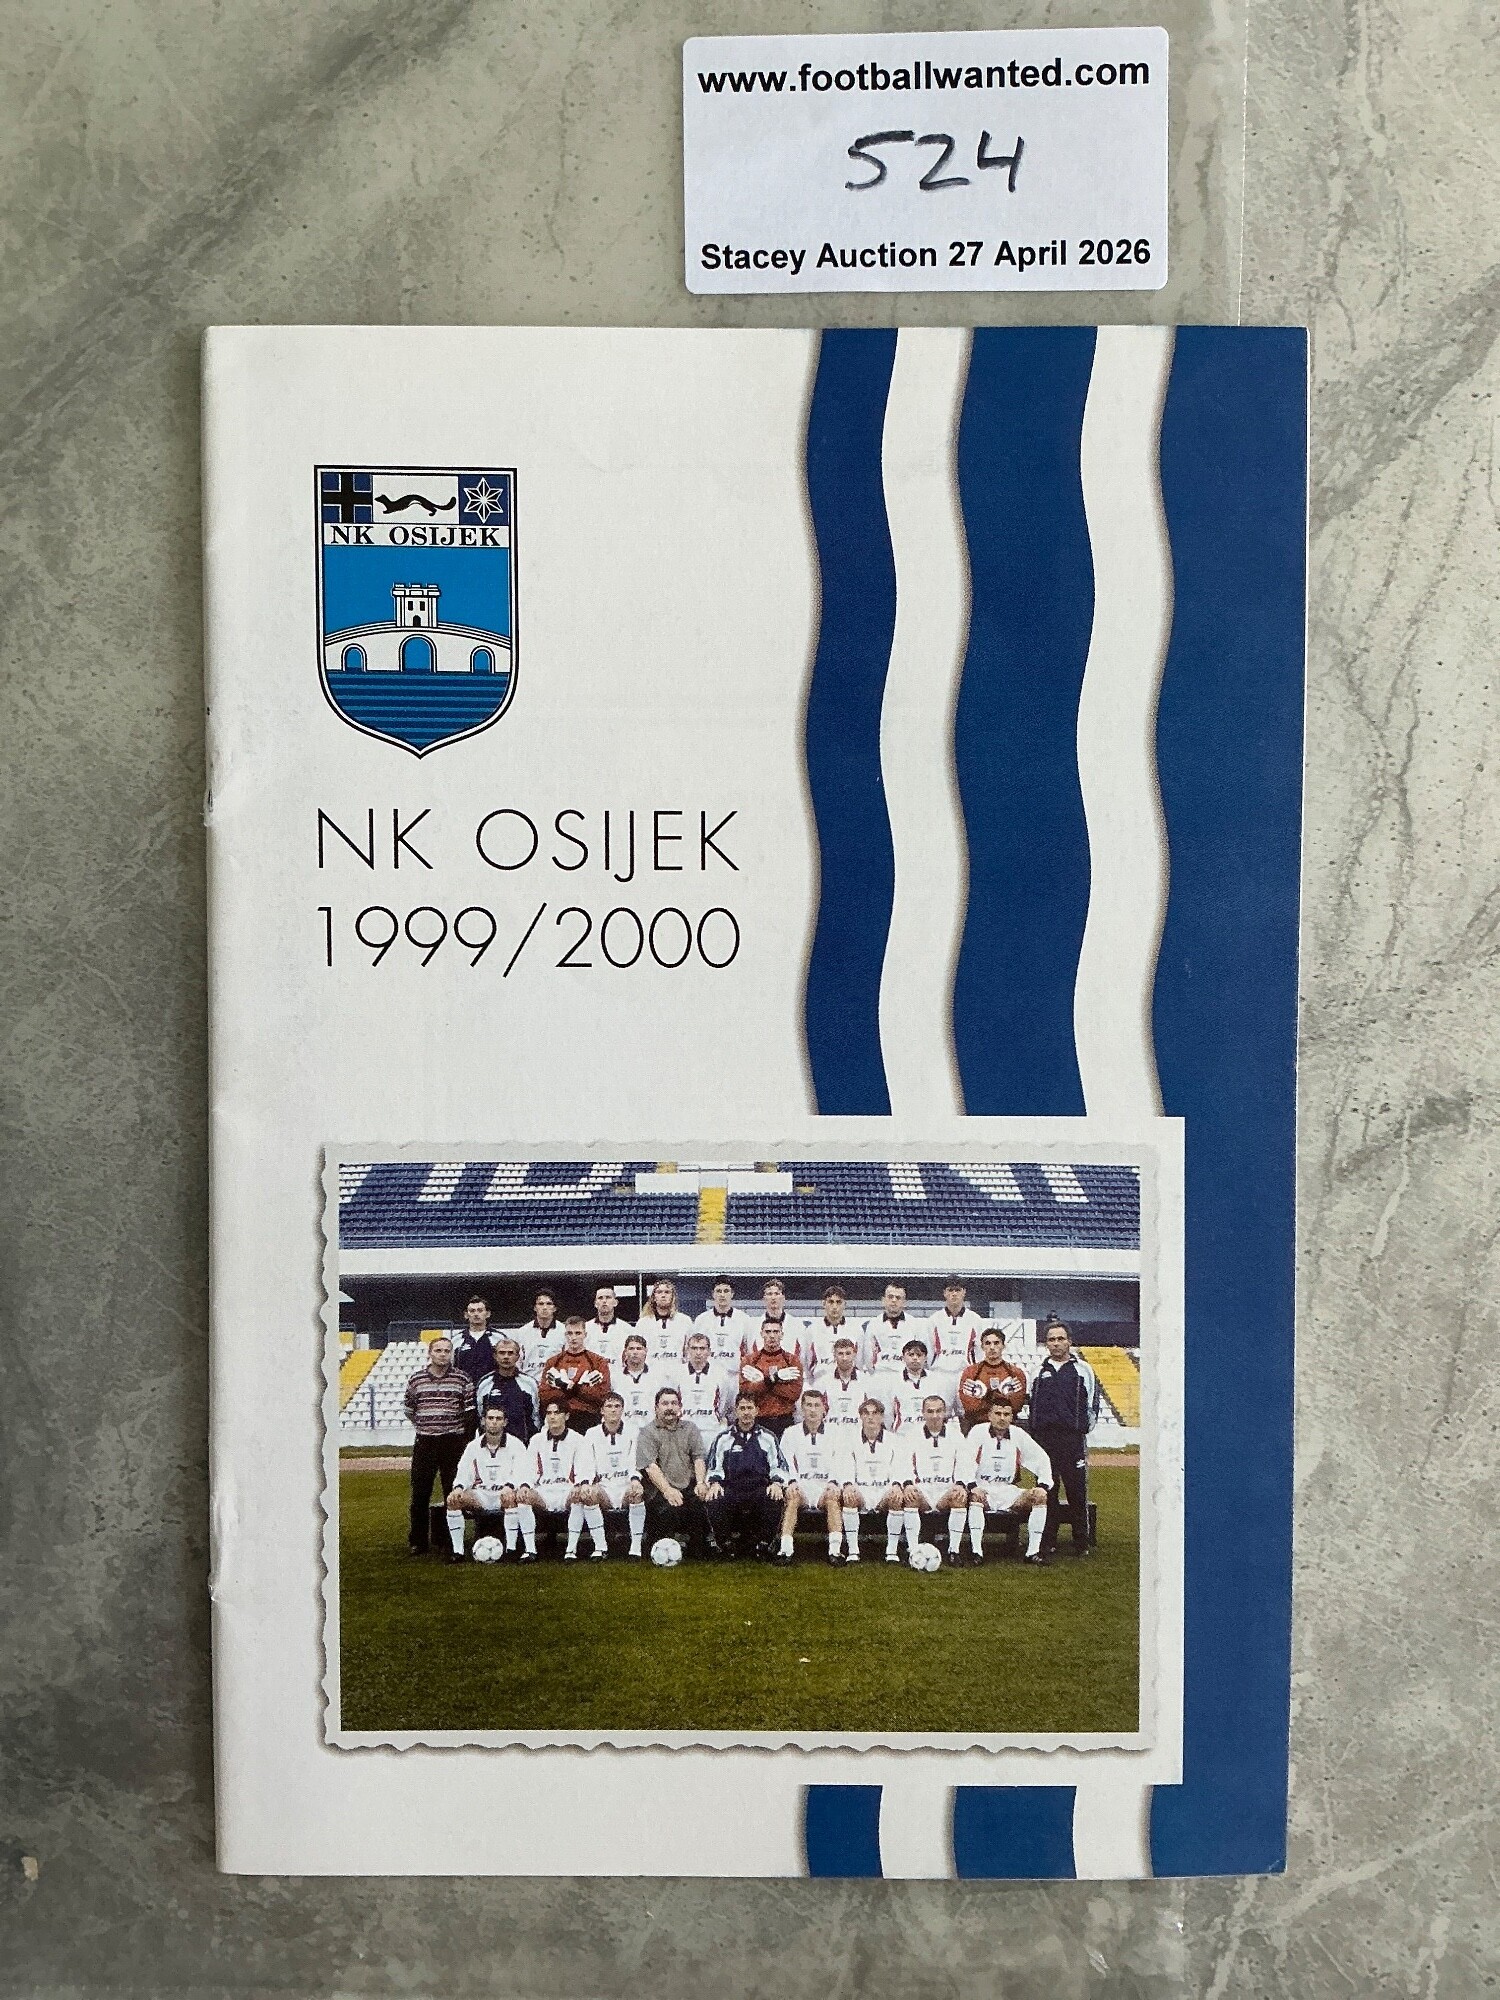 www.footballwanted.com
524
Stacey Auction 27 April 2026
NK OSIJEK
NK OSIJEK
1999/2000